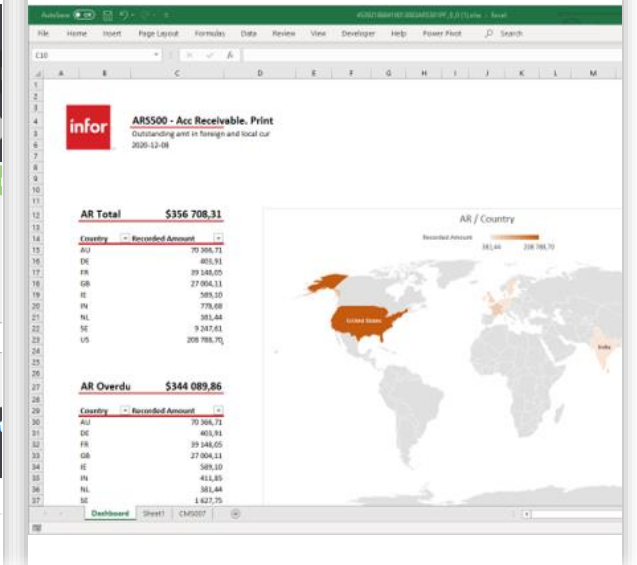 AutoSave Off
- Excel
File Home Insert Page Layout Formulas Data Review View Developer Help Power Pivot Search
C10
A B C D E F G H I J K L M
infor
ARS500 - Acc Receivable. Print
Outstanding amt in foreign and local cur
2020-12-08
AR Total $356 708,31
Country Recorded Amount
AU 70 366,71
DE 403,91
FR 39 148,05
GB 27 004,11
IE 589,10
IN 778,68
NL 381,44
SE 9 247,61
US 208 788,70
AR / Country
Recorded Amount
381,44 208 788,70
United States
India
AR Overdu $344 089,86
Country Recorded Amount
AU 70 366,71
DE 403,91
FR 39 148,05
GB 27 004,11
IE 589,10
IN 411,85
NL 381,44
SE 1 627,75
Dashboard Sheet1 CMS007